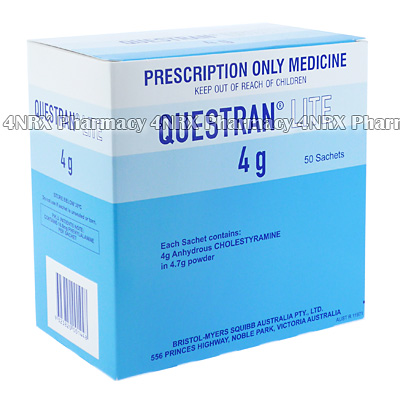 PRESCRIPTION ONLY MEDICINE
KEEP OUT OF REACH OF CHILDREN
QUESTRAN® LITE
4NRX Pharmacy 4NRX Pharmacy 4NRX Pharm
4 g
50 Sachets
Each Sachet contains:
4g Anhydrous CHOLESTYRAMINE
in 4.7g powder
BRISTOL-MYERS SQUIBB AUSTRALIA PTY. LTD.
556 PRINCES HIGHWAY, NOBLE PARK, VICTORIA AUSTRALIA